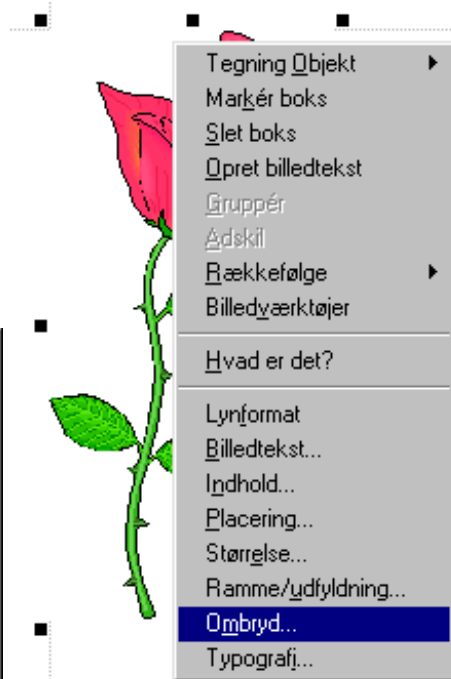 Tegning Objekt
Markér boks
Slet boks
Opret billedtekst
Gruppér
Adskil
Rækkefølge
Billedværktøjer
Hvad er det?
Lynformat
Billedtekst...
Indhold...
Placering...
Størrelse...
Ramme/udfyldning...
Ombryd...
Typografi...